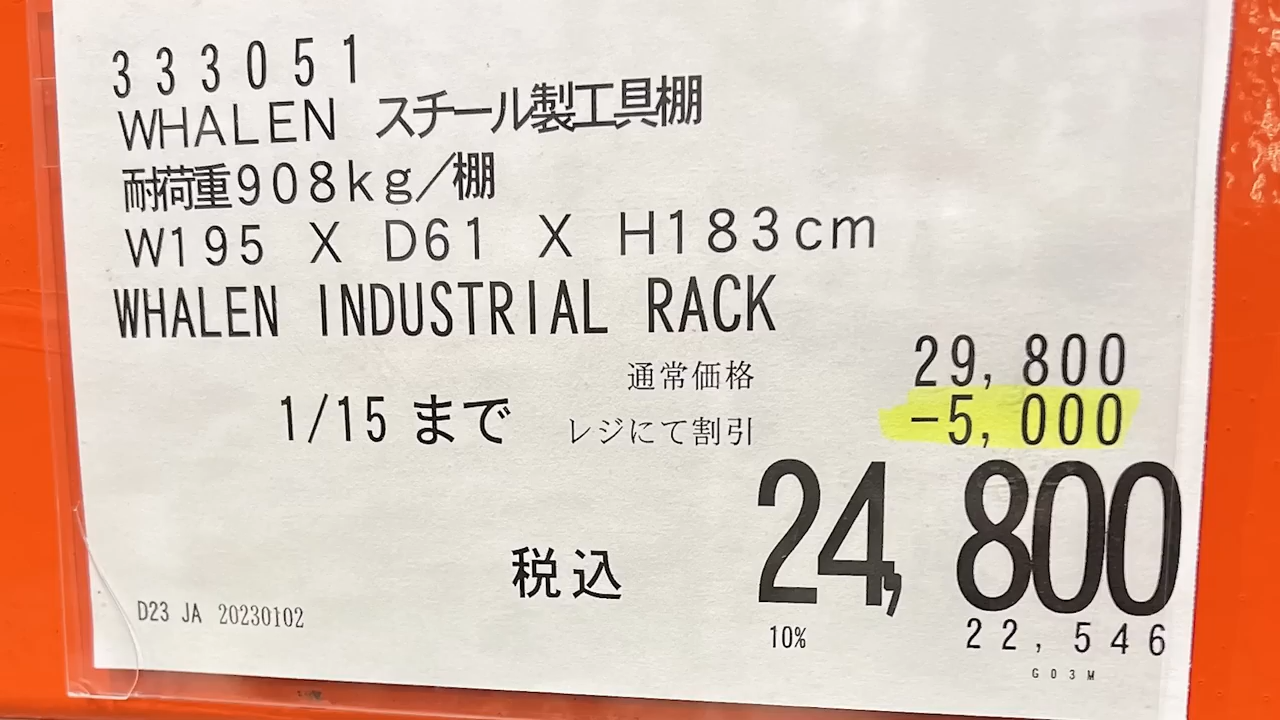 333051
WHALEN スチール製工具棚
耐荷重908kg／棚
W195 X D61 X H183cm
WHALEN INDUSTRIAL RACK
通常価格 29,800
1/15 まで レジにて割引 -5,000
税込 24,800
D23 JA 20230102
10% 22,546
G03M